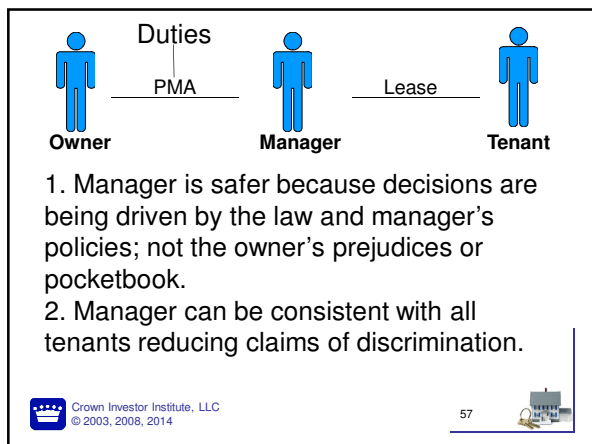 Duties
PMA
Lease
Owner Manager Tenant
1. Manager is safer because decisions are
being driven by the law and manager's
policies; not the owner's prejudices or
pocketbook.
2. Manager can be consistent with all
tenants reducing claims of discrimination.
Crown Investor Institute, LLC
© 2003, 2008, 2014
57